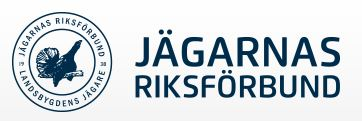 JÄGARNAS RIKSFÖRBUND
19 38
LANDSBYGDENS JÄGARE
JÄGARNAS
RIKSFÖRBUND